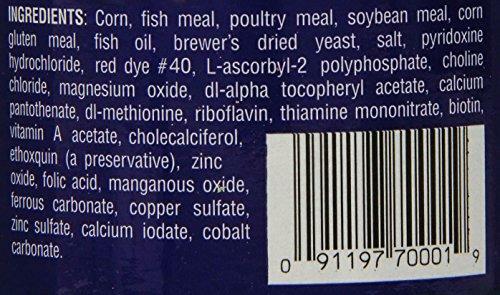 INGREDIENTS: Corn, fish meal, poultry meal, soybean meal, corn
gluten meal, fish oil, brewer's dried yeast, salt, pyridoxine
hydrochloride, red dye #40, L-ascorbyl-2 polyphosphate, choline
chloride, magnesium oxide, dl-alpha tocopheryl acetate, calcium
pantothenate, dl-methionine, riboflavin, thiamine mononitrate, biotin,
vitamin A acetate, cholecalciferol,
ethoxquin (a preservative), zinc
oxide, folic acid, manganous oxide,
ferrous carbonate, copper sulfate,
zinc sulfate, calcium iodate, cobalt
carbonate.
0 91197 70001 9